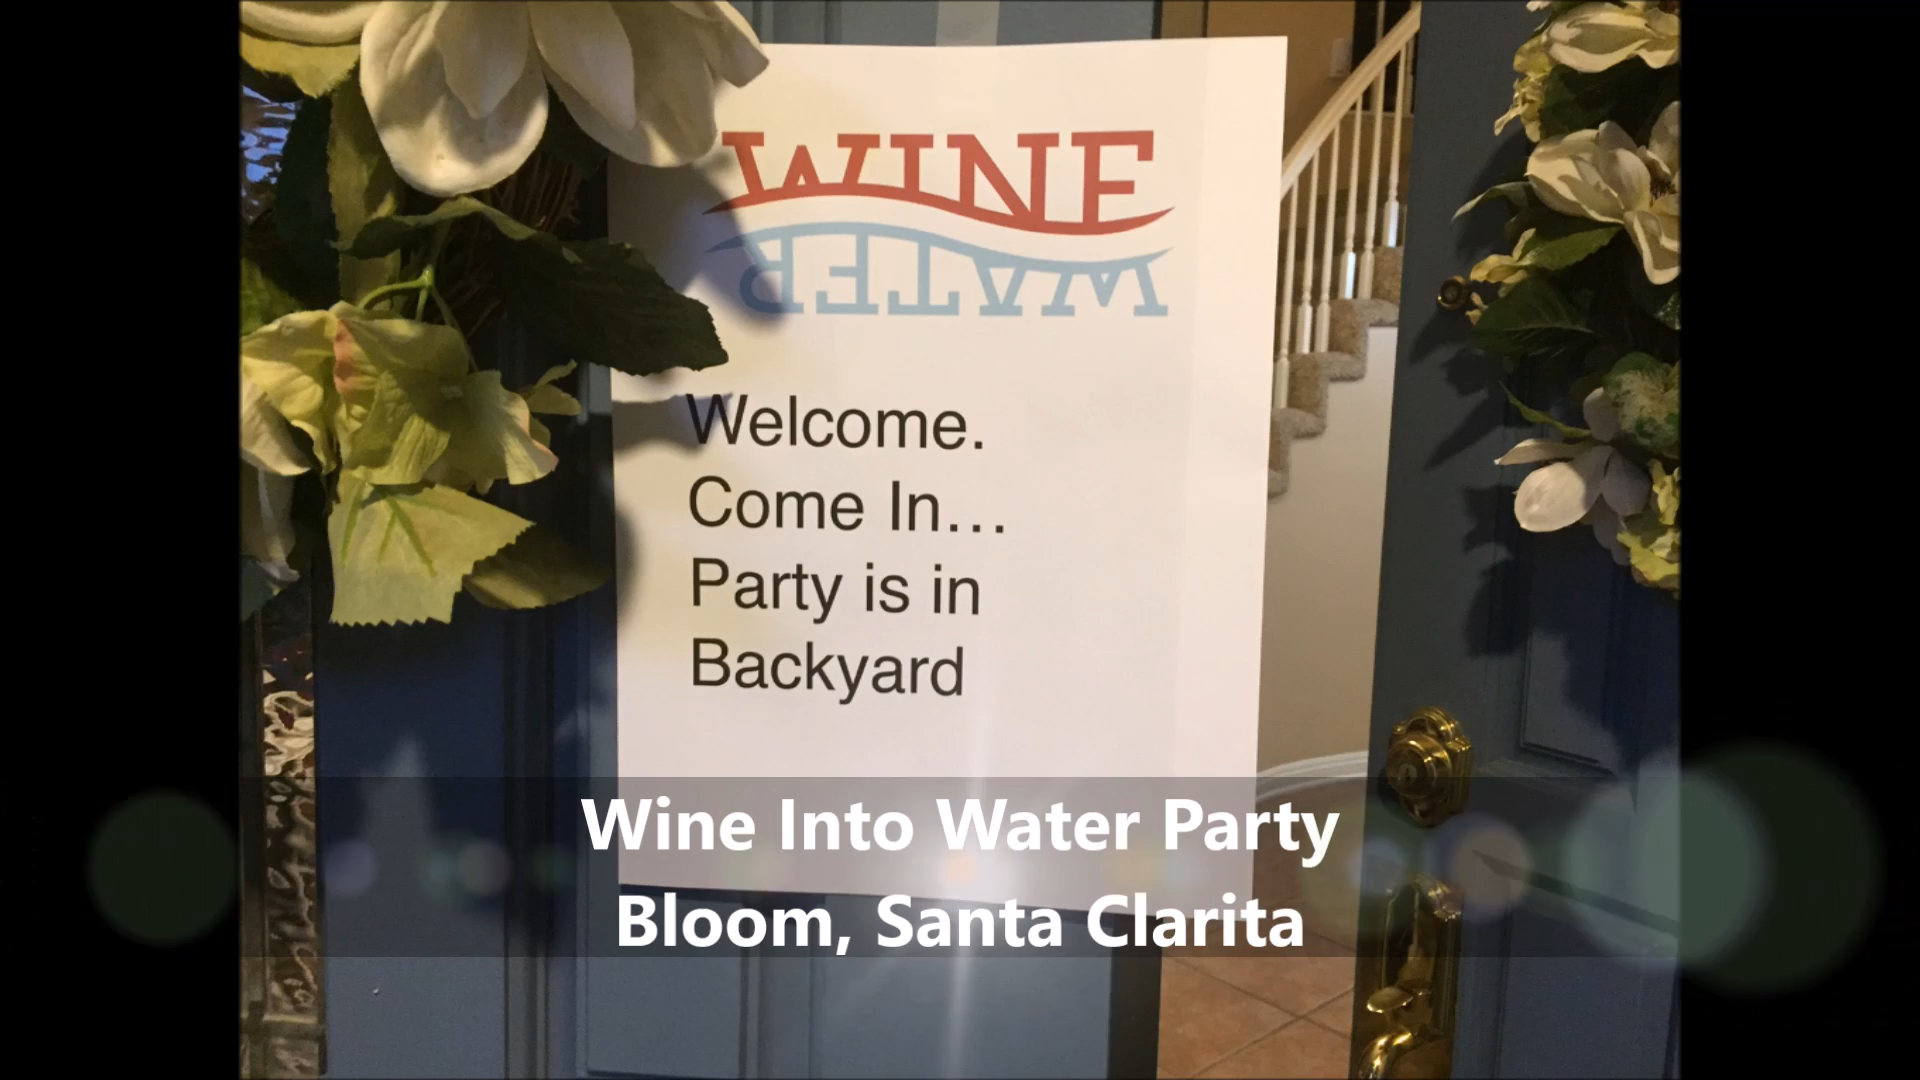 WINE
WATER
Welcome.
Come In...
Party is in
Backyard
Wine Into Water Party
Bloom, Santa Clarita